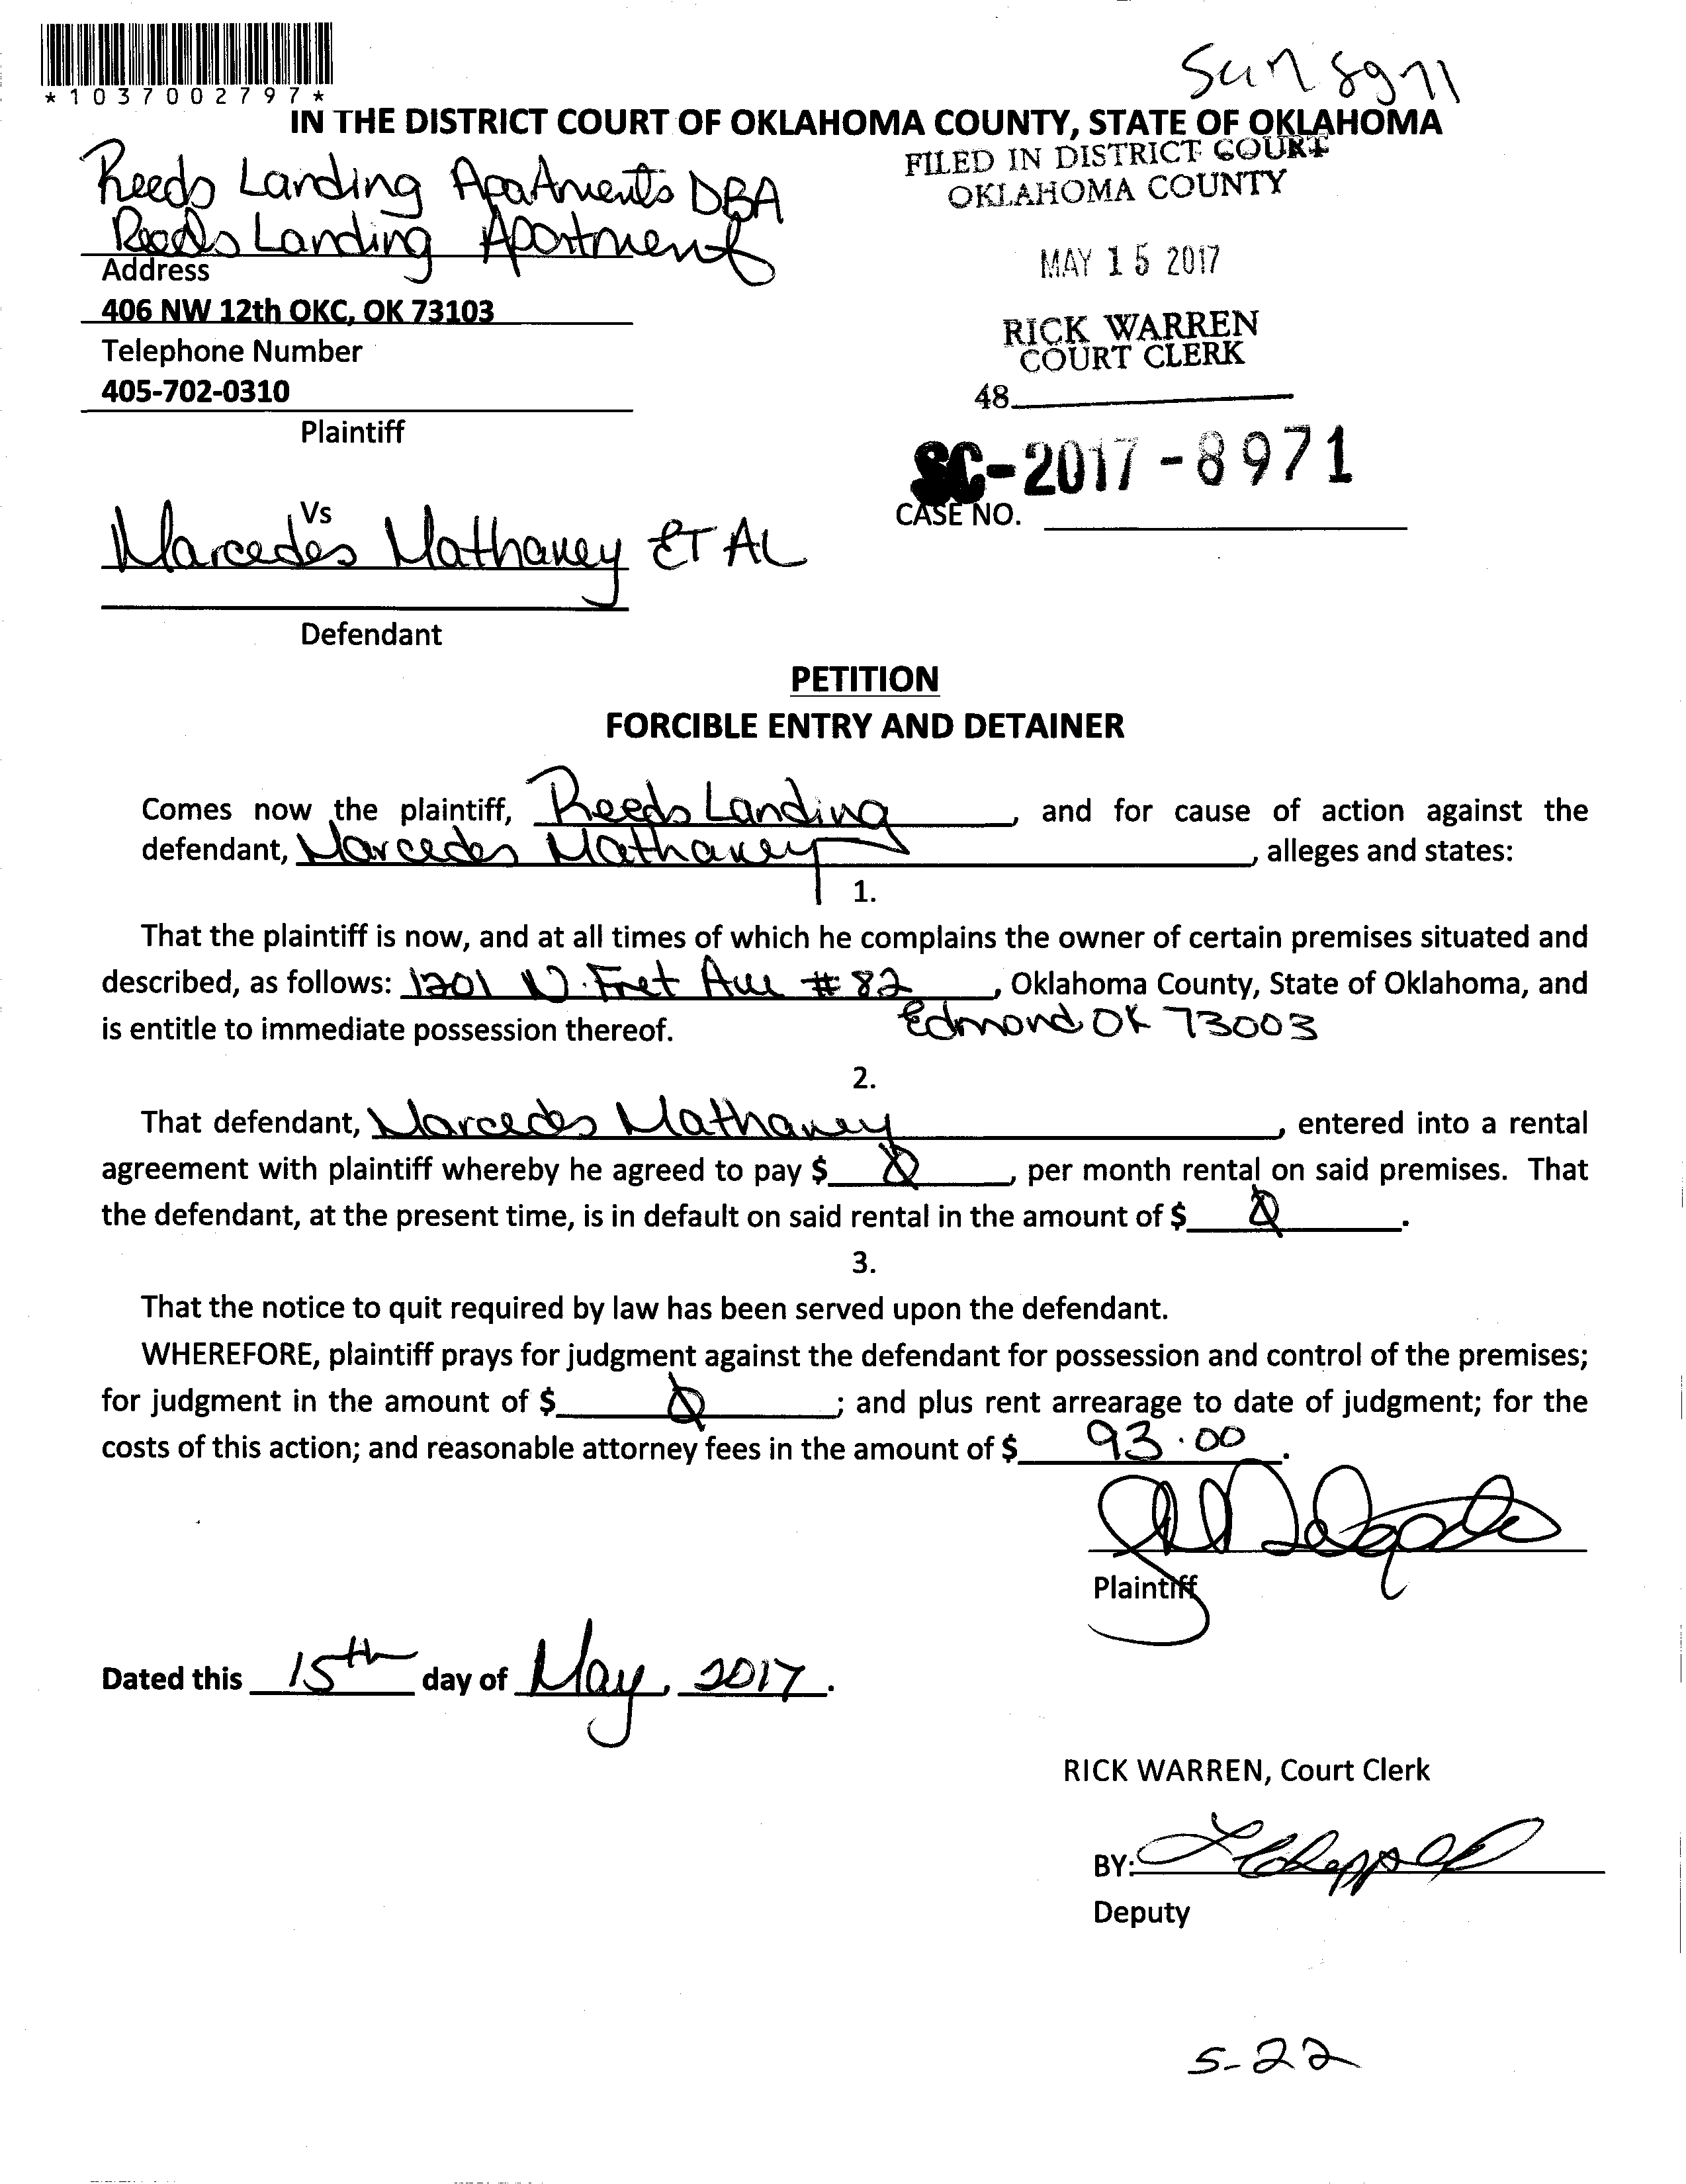 *1037002797*
IN THE DISTRICT COURT OF OKLAHOMA COUNTY, STATE OF OKLAHOMA
Reeds Landing Apartments DBA
Reeds Landing Apartments
Address
406 NW 12th OKC, OK 73103
Telephone Number
405-702-0310
Plaintiff
FILED IN DISTRICT COURT
OKLAHOMA COUNTY
MAY 15 2017
RICK WARREN
COURT CLERK
48
SC-2017-8971
CASE NO.
Vs
Marcedes Mathaney ET AL
Defendant
PETITION
FORCIBLE ENTRY AND DETAINER
Comes now the plaintiff, Reeds Landing, and for cause of action against the
defendant, Marcedes Mathaney, alleges and states:
1.
That the plaintiff is now, and at all times of which he complains the owner of certain premises situated and
described, as follows: 1201 N. Fret Ave # 82, Oklahoma County, State of Oklahoma, and
is entitle to immediate possession thereof. Edmond OK 73003
2.
That defendant, Marcedes Mathaney, entered into a rental
agreement with plaintiff whereby he agreed to pay $ Ø, per month rental on said premises. That
the defendant, at the present time, is in default on said rental in the amount of $ Ø.
3.
That the notice to quit required by law has been served upon the defendant.
WHEREFORE, plaintiff prays for judgment against the defendant for possession and control of the premises;
for judgment in the amount of $ Ø; and plus rent arrearage to date of judgment; for the
costs of this action; and reasonable attorney fees in the amount of $ 93.00.
Plaintiff
Dated this 15th day of May, 2017.
RICK WARREN, Court Clerk
BY:
Deputy
5-22